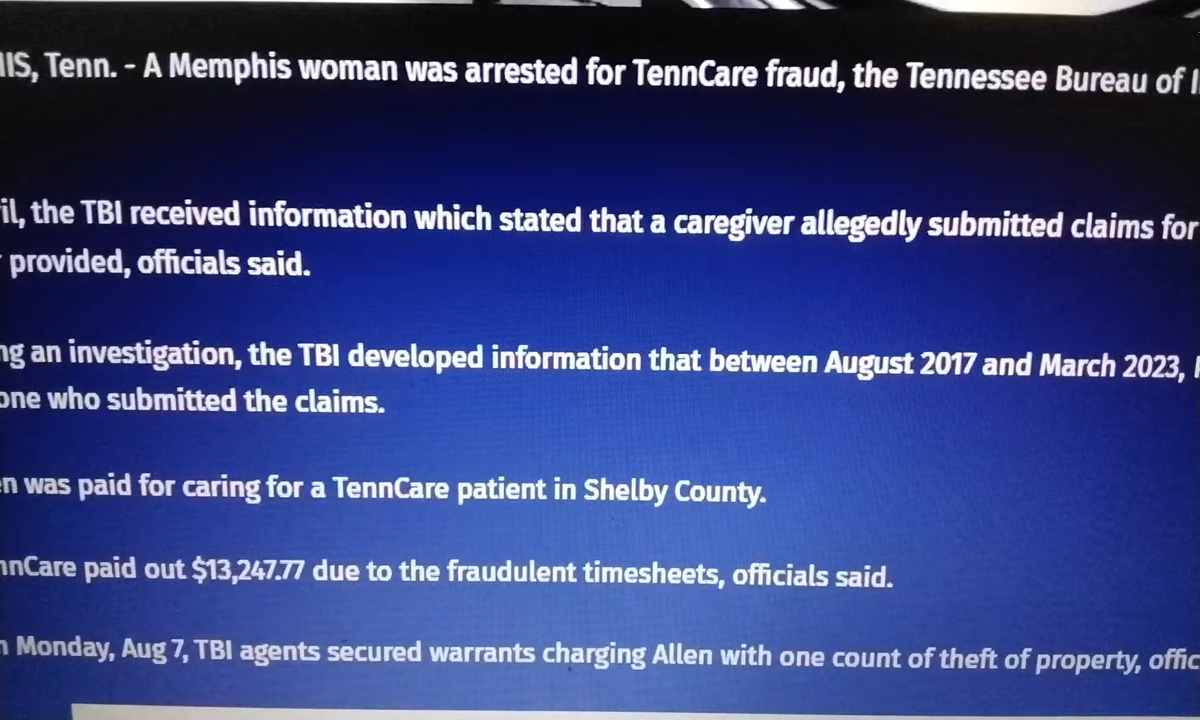 IIS, Tenn. - A Memphis woman was arrested for TennCare fraud, the Tennessee Bureau of
il, the TBI received information which stated that a caregiver allegedly submitted claims for
provided, officials said.
ng an investigation, the TBI developed information that between August 2017 and March 2023,
one who submitted the claims.
n was paid for caring for a TennCare patient in Shelby County.
nnCare paid out $13,247.77 due to the fraudulent timesheets, officials said.
n Monday, Aug 7, TBI agents secured warrants charging Allen with one count of theft of property, offic